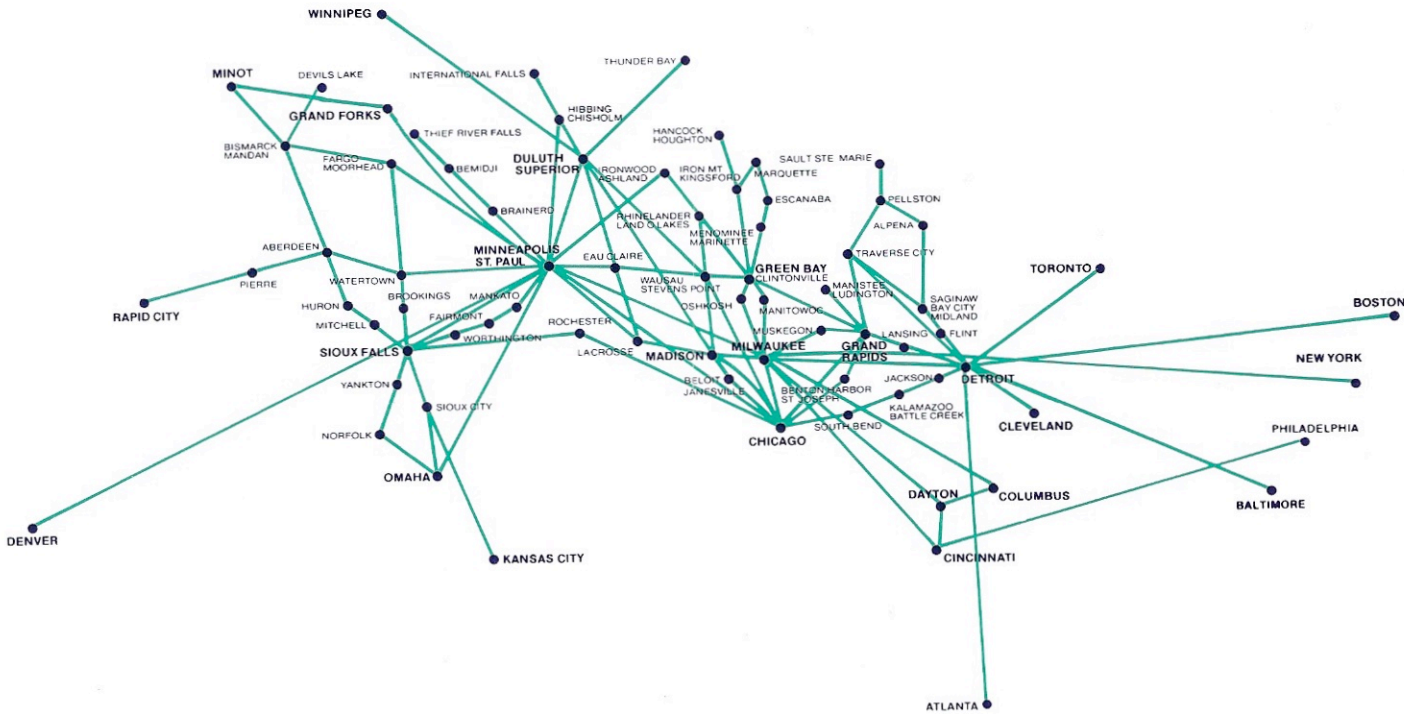 WINNIPEG
THUNDER BAY
MINOT
DEVILS LAKE
INTERNATIONAL FALLS
GRAND FORKS
HIBBING
CHISHOLM
THIEF RIVER FALLS
HANCOCK
HOUGHTON
BISMARCK
MANDAN
FARGO
MOORHEAD
BEMIDJI
DULUTH
SUPERIOR
IRONWOOD
ASHLAND
IRON MT
KINGSFORD
MARQUETTE
SAULT STE. MARIE
ESCANABA
PELLSTON
BRAINERD
RHINELANDER
LAND O. LAKES
MENOMINEE
MARINETTE
ALPENA
ABERDEEN
MINNEAPOLIS
ST. PAUL
EAU CLAIRE
TRAVERSE CITY
PIERRE
WATERTOWN
WAUSAU
STEVENS POINT
GREEN BAY
CLINTONVILLE
MANISTEE
LUDINGTON
TORONTO
RAPID CITY
HURON
BROOKINGS
MANKATO
OSHKOSH
MANITOWOC
SAGINAW
BAY CITY
MIDLAND
BOSTON
MITCHELL
FAIRMONT
ROCHESTER
MUSKEGON
LANSING
FLINT
SIOUX FALLS
WORTHINGTON
LACROSSE
MADISON
MILWAUKEE
GRAND
RAPIDS
NEW YORK
YANKTON
BELOIT
JANESVILLE
BENTON HARBOR
ST JOSEPH
JACKSON
DETROIT
SIOUX CITY
KALAMAZOO
BATTLE CREEK
NORFOLK
CHICAGO
SOUTH BEND
CLEVELAND
PHILADELPHIA
OMAHA
DAYTON
COLUMBUS
BALTIMORE
DENVER
KANSAS CITY
CINCINNATI
ATLANTA